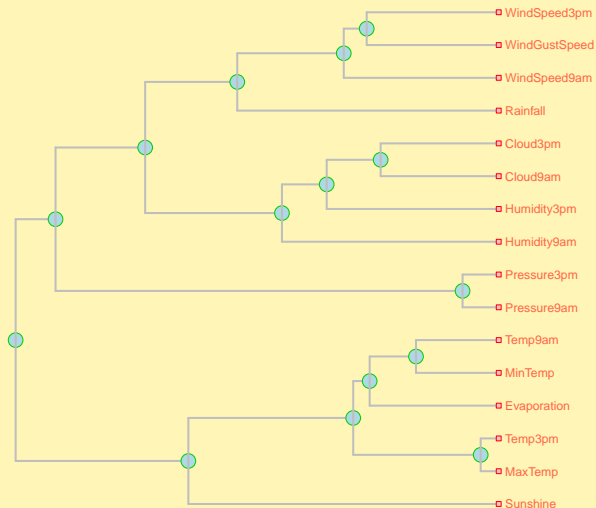 WindSpeed3pm
WindGustSpeed
WindSpeed9am
Rainfall
Cloud3pm
Cloud9am
Humidity3pm
Humidity9am
Pressure3pm
Pressure9am
Temp9am
MinTemp
Evaporation
Temp3pm
MaxTemp
Sunshine